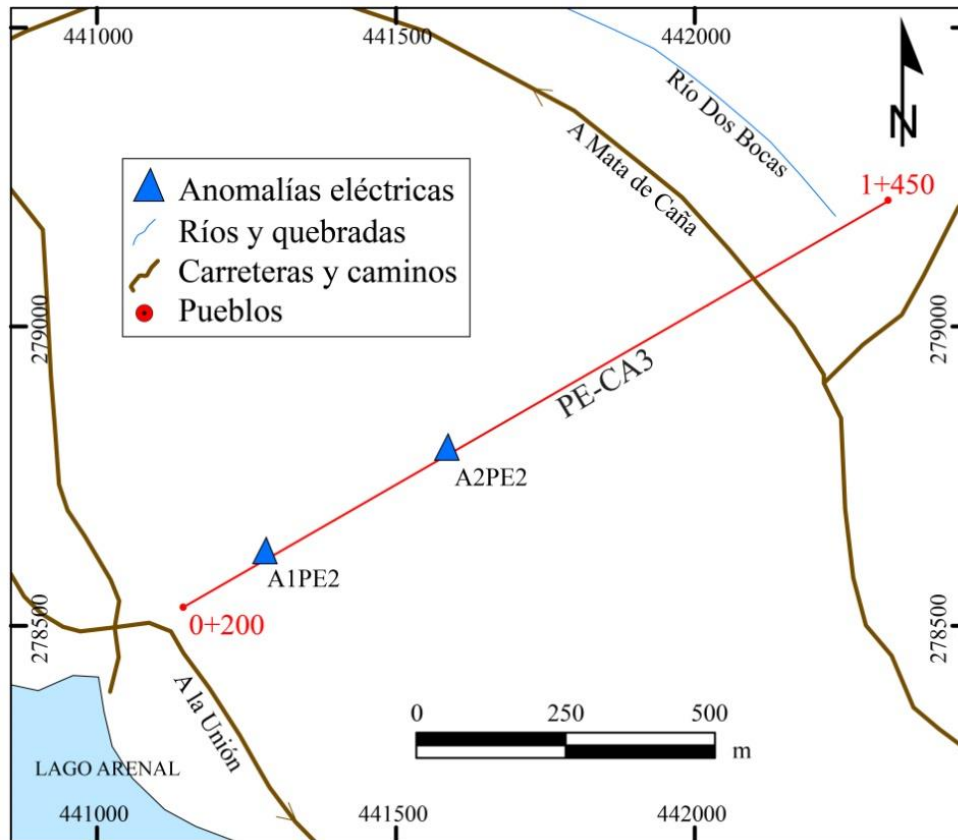 441000
441500
442000
N
Río Dos Bocas
A Mata de Caña
1+450
Anomalías eléctricas
Ríos y quebradas
Carreteras y caminos
Pueblos
279000
279000
PE-CA3
A2PE2
A1PE2
0+200
278500
278500
A la Unión
0
250
500
m
LAGO ARENAL
441000
441500
442000